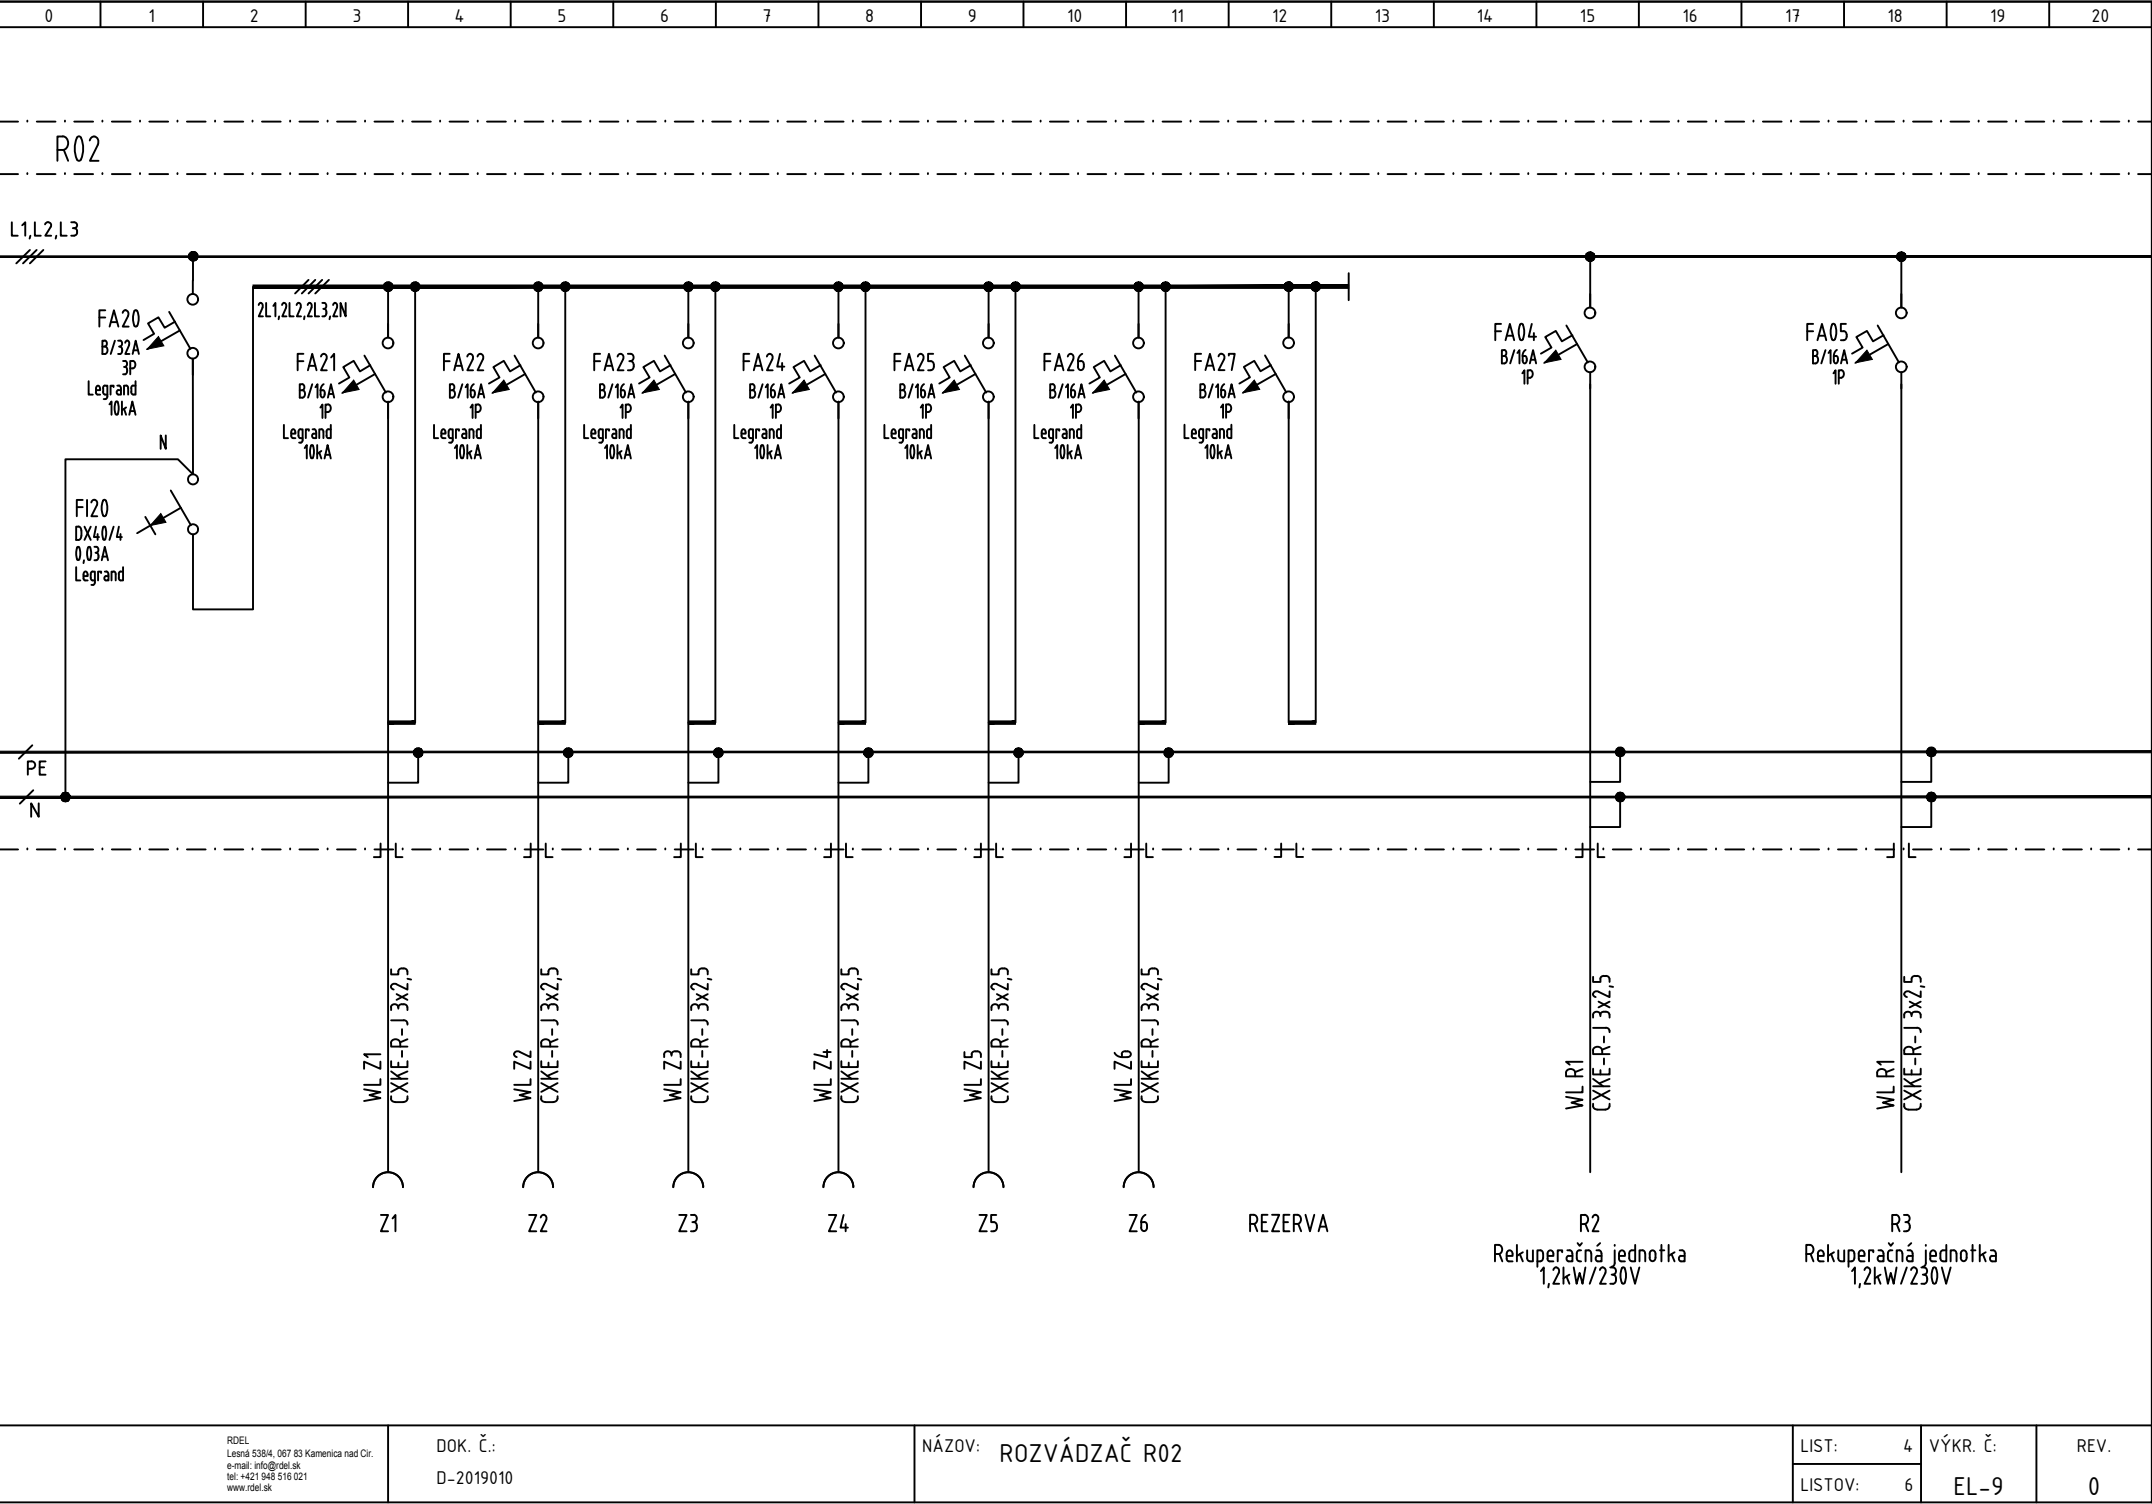 0 1 2 3 4 5 6 7 8 9 10 11 12 13 14 15 16 17 18 19 20
R02
L1,L2,L3
2L1,2L2,2L3,2N
FA20
B/32A
3P
Legrand
10kA
N
FI20
DX40/4
0,03A
Legrand
FA21
B/16A
1P
Legrand
10kA
FA22
B/16A
1P
Legrand
10kA
FA23
B/16A
1P
Legrand
10kA
FA24
B/16A
1P
Legrand
10kA
FA25
B/16A
1P
Legrand
10kA
FA26
B/16A
1P
Legrand
10kA
FA27
B/16A
1P
Legrand
10kA
FA04
B/16A
1P
FA05
B/16A
1P
PE
N
WL Z1
CXKE-R-J 3x2,5
WL Z2
CXKE-R-J 3x2,5
WL Z3
CXKE-R-J 3x2,5
WL Z4
CXKE-R-J 3x2,5
WL Z5
CXKE-R-J 3x2,5
WL Z6
CXKE-R-J 3x2,5
WL R1
CXKE-R-J 3x2,5
WL R1
CXKE-R-J 3x2,5
Z1
Z2
Z3
Z4
Z5
Z6
REZERVA
R2
Rekuperačná jednotka
1,2kW/230V
R3
Rekuperačná jednotka
1,2kW/230V
RDEL
Lesná 538/4, 067 83 Kamenica nad Cir.
e-mail: info@rdel.sk
tel: +421 948 516 021
www.rdel.sk
DOK. Č.:
D-2019010
NÁZOV: ROZVÁDZAČ R02
LIST: 4
LISTOV: 6
VÝKR. Č:
EL-9
REV.
0